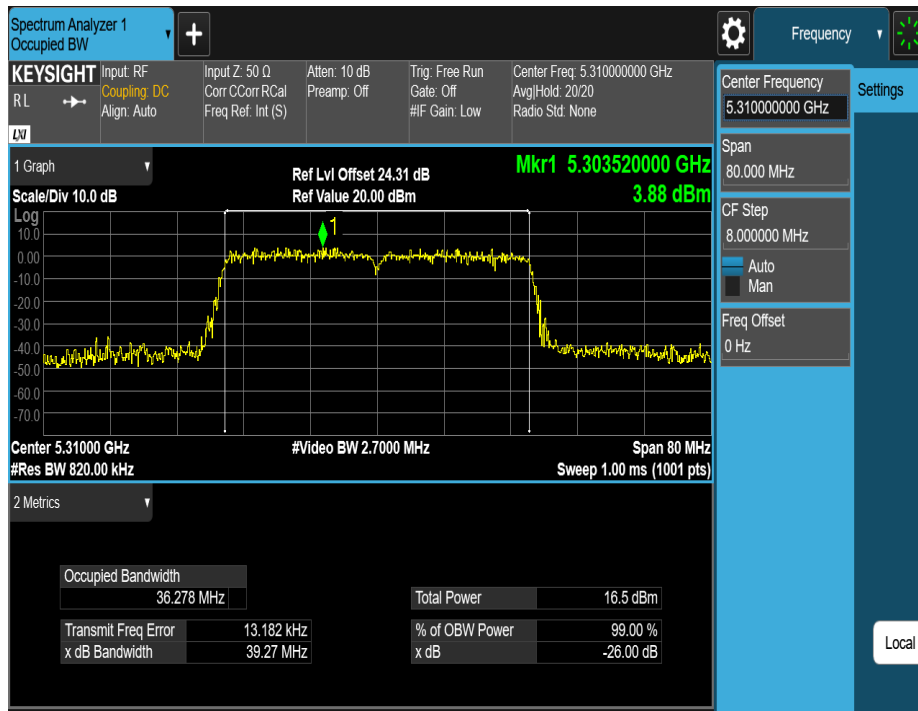 Spectrum Analyzer 1
Occupied BW
Frequency
KEYSIGHT
RL
LXI
Input: RF
Coupling: DC
Align: Auto
Input Z: 50 Ω
Corr CCorr RCal
Freq Ref: Int (S)
Atten: 10 dB
Preamp: Off
Trig: Free Run
Gate: Off
#IF Gain: Low
Center Freq: 5.310000000 GHz
Avg|Hold: 20/20
Radio Std: None
Center Frequency
5.310000000 GHz
Settings
Span
80.000 MHz
CF Step
8.000000 MHz
Auto
Man
Freq Offset
0 Hz
1 Graph
Scale/Div 10.0 dB
Ref Lvl Offset 24.31 dB
Ref Value 20.00 dBm
Mkr1 5.303520000 GHz
3.88 dBm
Log
10.0
0.00
-10.0
-20.0
-30.0
-40.0
-50.0
-60.0
-70.0
1
Center 5.31000 GHz
#Video BW 2.7000 MHz
Span 80 MHz
#Res BW 820.00 kHz
Sweep 1.00 ms (1001 pts)
2 Metrics
Occupied Bandwidth
36.278 MHz
Total Power 16.5 dBm
Transmit Freq Error 13.182 kHz
% of OBW Power 99.00 %
x dB Bandwidth 39.27 MHz
x dB -26.00 dB
Local